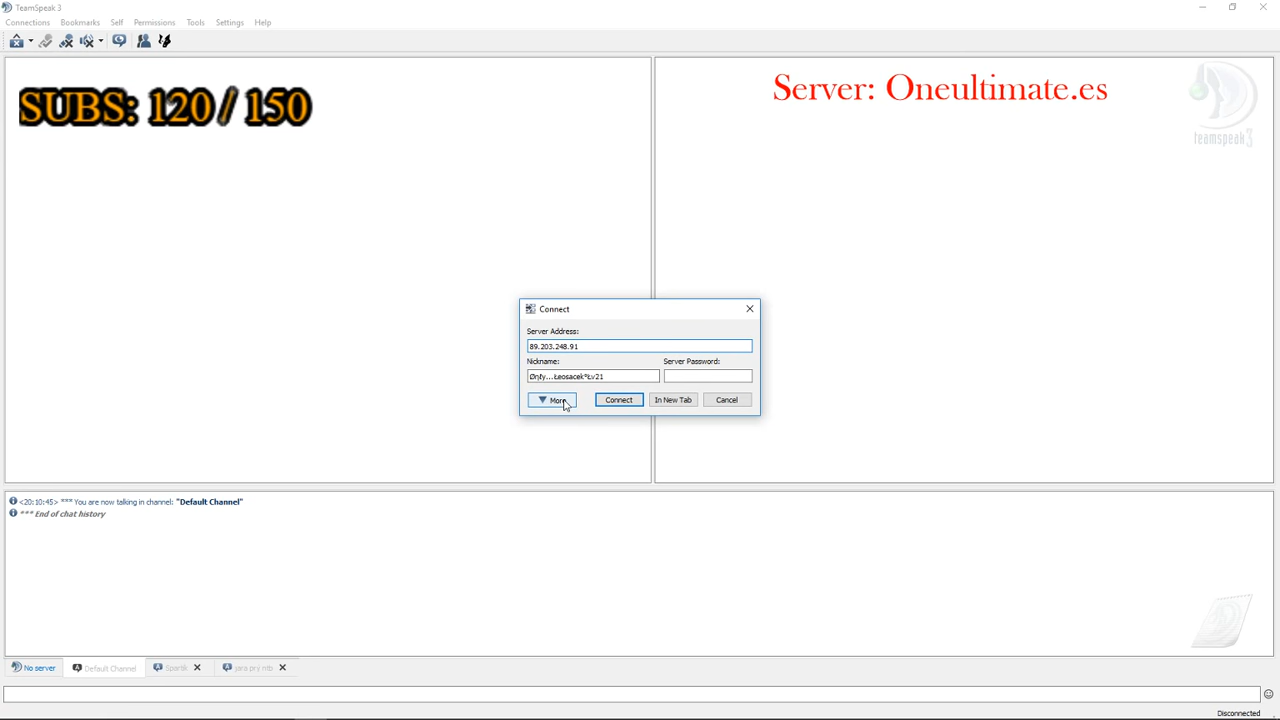 TeamSpeak 3
Connections Bookmarks Self Permissions Tools Settings Help
SUBS: 120 / 150
Server: Oneultimate.es
teamspeak3
Connect
Server Address:
89.203.248.91
Nickname: Server Password:
More Connect In New Tab Cancel
<20:10:45> *** You are now talking in channel: "Default Channel"
*** End of chat history
No server Default Channel Spartik
Disconnected